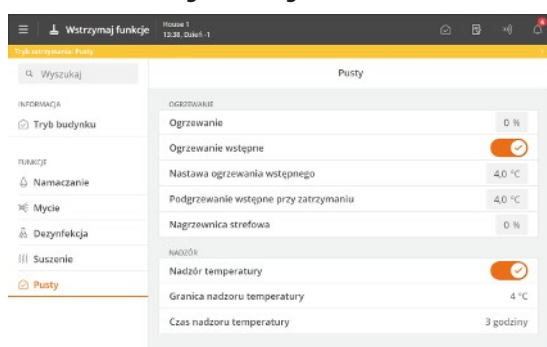 Wstrzymaj funkcje
House 1
13:38, Dzień -1
Tryb zatrzymania: Pusty
Wyszukaj
Pusty
INFORMACJA
Tryb budynku
FUNKCJE
Namaczanie
Mycie
Dezynfekcja
Suszenie
Pusty
OGRZEWANIE
Ogrzewanie 0 %
Ogrzewanie wstępne
Nastawa ogrzewania wstępnego 4,0 °C
Podgrzewanie wstępne przy zatrzymaniu 4,0 °C
Nagrzewnica strefowa 0 %
NADZÓR
Nadzór temperatury
Granica nadzoru temperatury 4 °C
Czas nadzoru temperatury 3 godziny